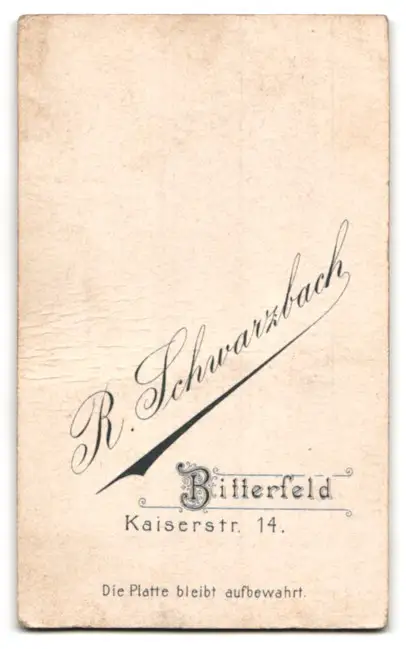 R. Schwarzbach
Bitterfeld
Kaiserstr. 14.
Die Platte bleibt aufbewahrt.